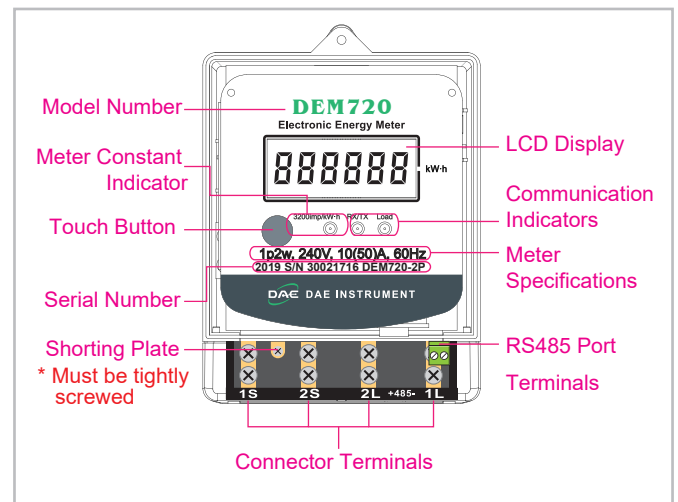 Model Number
DEM720
Electronic Energy Meter
LCD Display
888888
kW·h
Meter Constant
Indicator
Communication
Indicators
Touch Button
3200imp/kW·h RX/TX Load
1p2w, 240V, 10(50)A, 60Hz
Meter
Specifications
2019 S/N 30021716 DEM720-2P
Serial Number
DAE DAE INSTRUMENT
Shorting Plate
* Must be tightly
screwed
RS485 Port
Terminals
1S 2S 2L +485- 1L
Connector Terminals